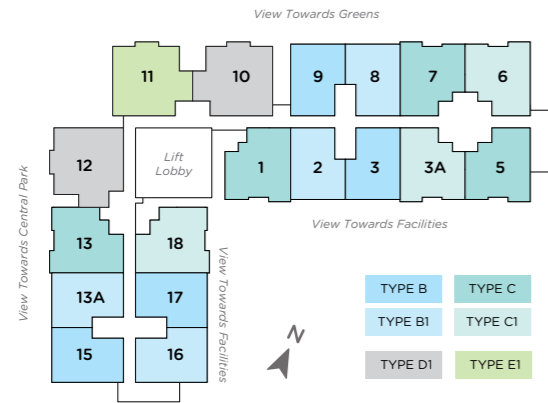 View Towards Greens
11
10
9
8
7
6
12
Lift
Lobby
1
2
3
3A
5
View Towards Central Park
View Towards Facilities
13
18
13A
17
View Towards Facilities
15
16
N
TYPE B
TYPE C
TYPE B1
TYPE C1
TYPE D1
TYPE E1